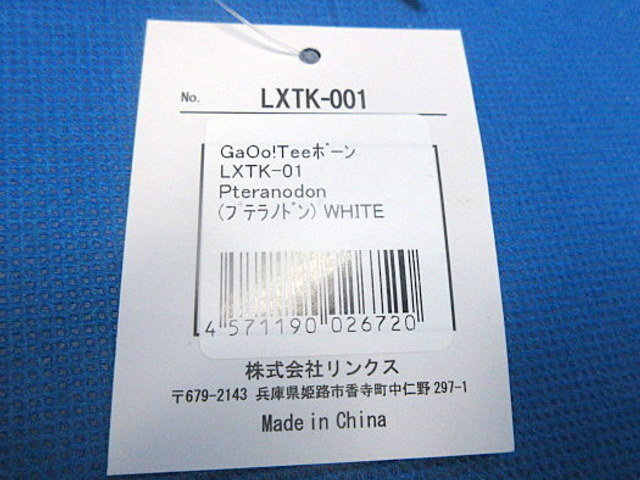 No. LXTK-001
GaOo!Teeﾎﾞｰﾝ
LXTK-01
Pteranodon
(ﾌﾟﾃﾗﾉﾄﾞﾝ) WHITE
4 571190 026720
株式会社リンクス
〒679-2143 兵庫県姫路市香寺町中仁野 297-1
Made in China